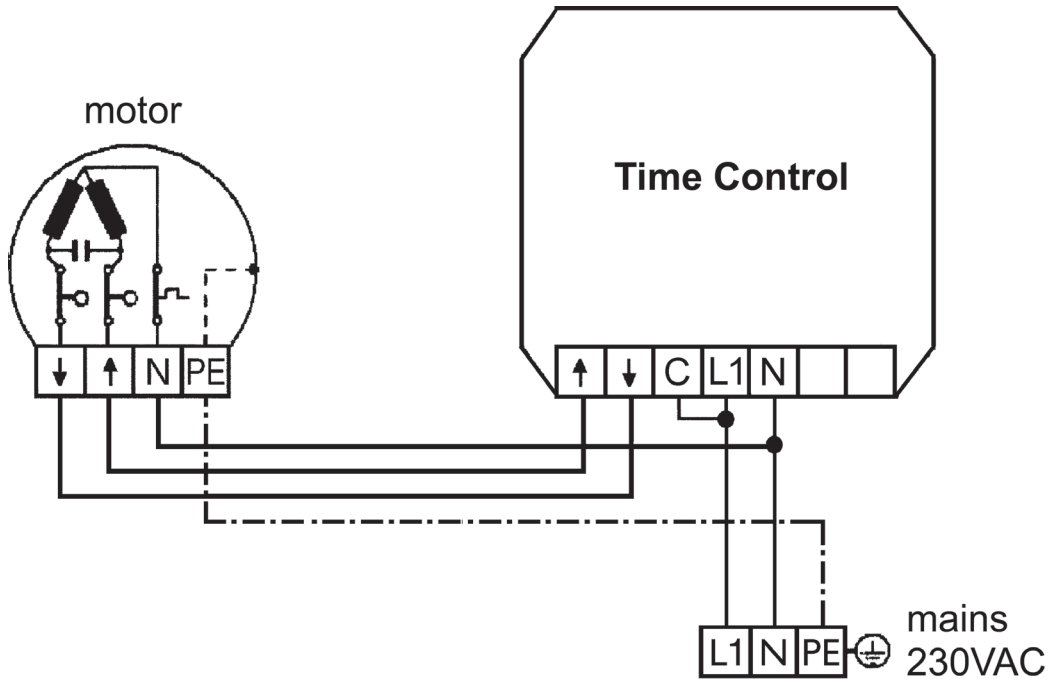 motor
Time Control
↓ ↑ N PE
↑ ↓ C L1 N
L1 N PE
mains
230VAC